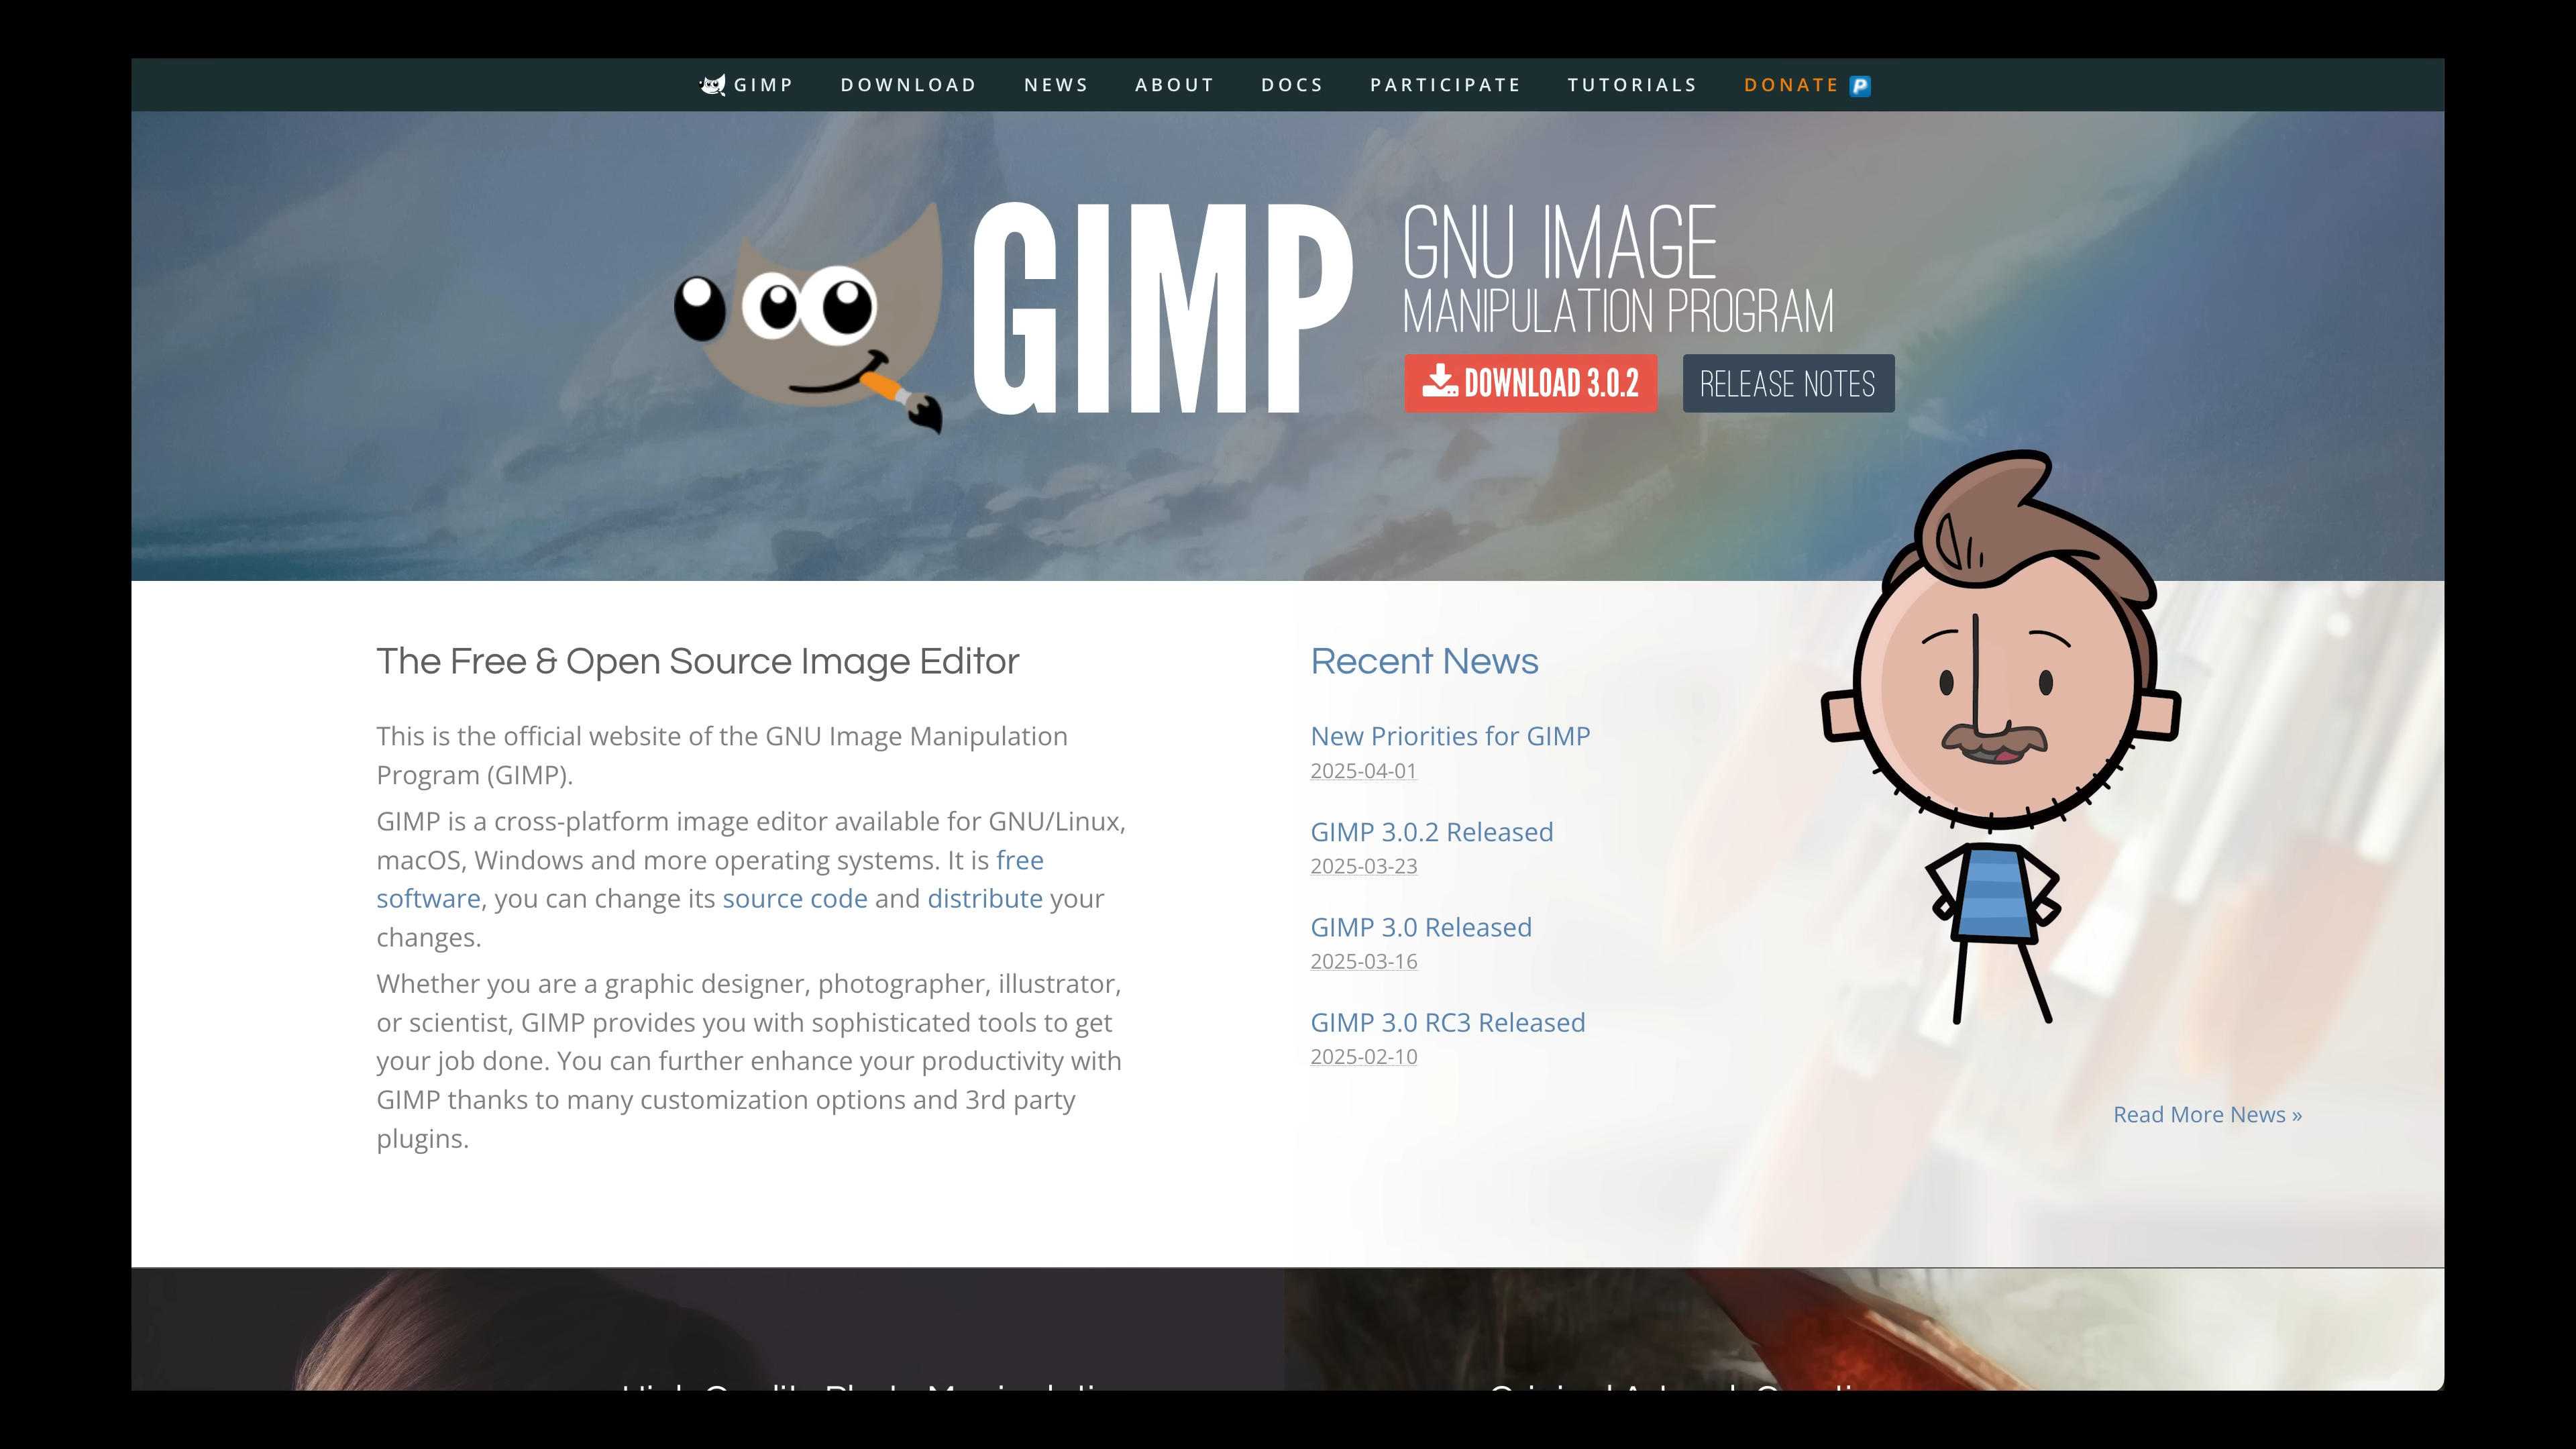 GIMP
DOWNLOAD
NEWS
ABOUT
DOCS
PARTICIPATE
TUTORIALS
DONATE
GIMP
GNU IMAGE
MANIPULATION PROGRAM
DOWNLOAD 3.0.2
RELEASE NOTES
The Free & Open Source Image Editor
This is the official website of the GNU Image Manipulation
Program (GIMP).
GIMP is a cross-platform image editor available for GNU/Linux,
macOS, Windows and more operating systems. It is free
software, you can change its source code and distribute your
changes.
Whether you are a graphic designer, photographer, illustrator,
or scientist, GIMP provides you with sophisticated tools to get
your job done. You can further enhance your productivity with
GIMP thanks to many customization options and 3rd party
plugins.
Recent News
New Priorities for GIMP
2025-04-01
GIMP 3.0.2 Released
2025-03-23
GIMP 3.0 Released
2025-03-16
GIMP 3.0 RC3 Released
2025-02-10
Read More News »